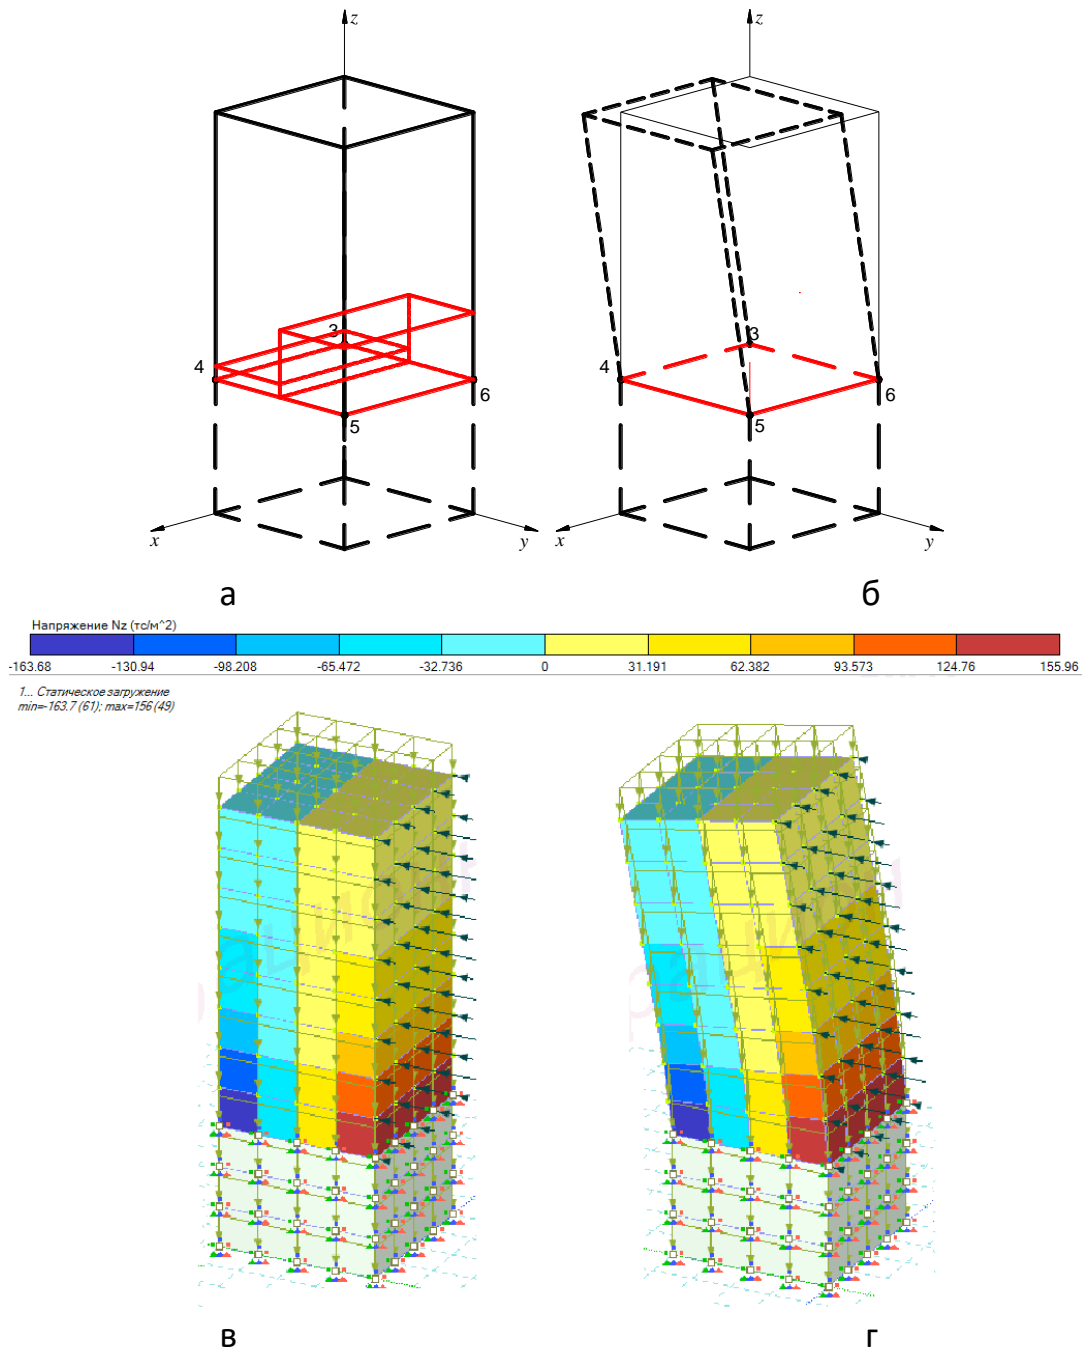 z z
3 3
4 4
6 6
5 5
x y x y
а б
Напряжение Nz (тс/м^2)
-163.68 -130.94 -98.208 -65.472 -32.736 0 31.191 62.382 93.573 124.76 155.96
1... Статическое загружение
min=-163.7 (61); max=156 (49)
в г